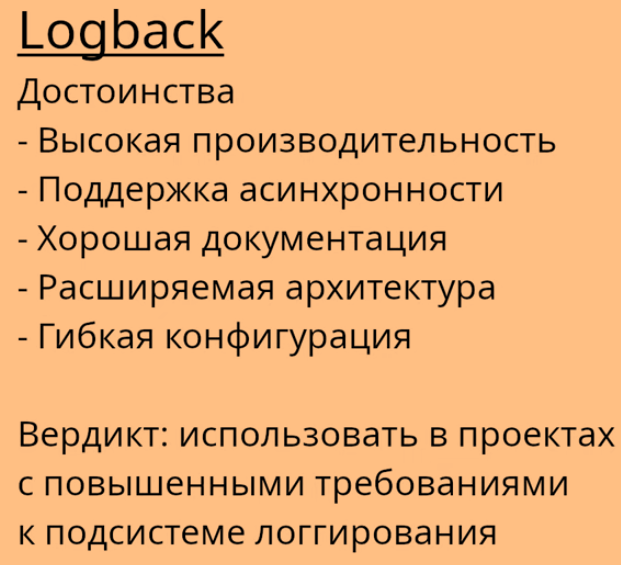 Logback
Достоинства
- Высокая производительность
- Поддержка асинхронности
- Хорошая документация
- Расширяемая архитектура
- Гибкая конфигурация
Вердикт: использовать в проектах
с повышенными требованиями
к подсистеме логгирования